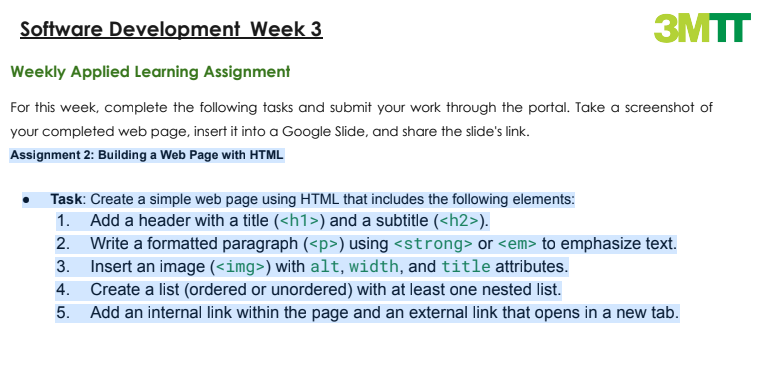 Software Development Week 3
3MTT
Weekly Applied Learning Assignment
For this week, complete the following tasks and submit your work through the portal. Take a screenshot of
your completed web page, insert it into a Google Slide, and share the slide's link.
Assignment 2: Building a Web Page with HTML
● Task: Create a simple web page using HTML that includes the following elements:
1. Add a header with a title (<h1>) and a subtitle (<h2>).
2. Write a formatted paragraph (<p>) using <strong> or <em> to emphasize text.
3. Insert an image (<img>) with alt, width, and title attributes.
4. Create a list (ordered or unordered) with at least one nested list.
5. Add an internal link within the page and an external link that opens in a new tab.